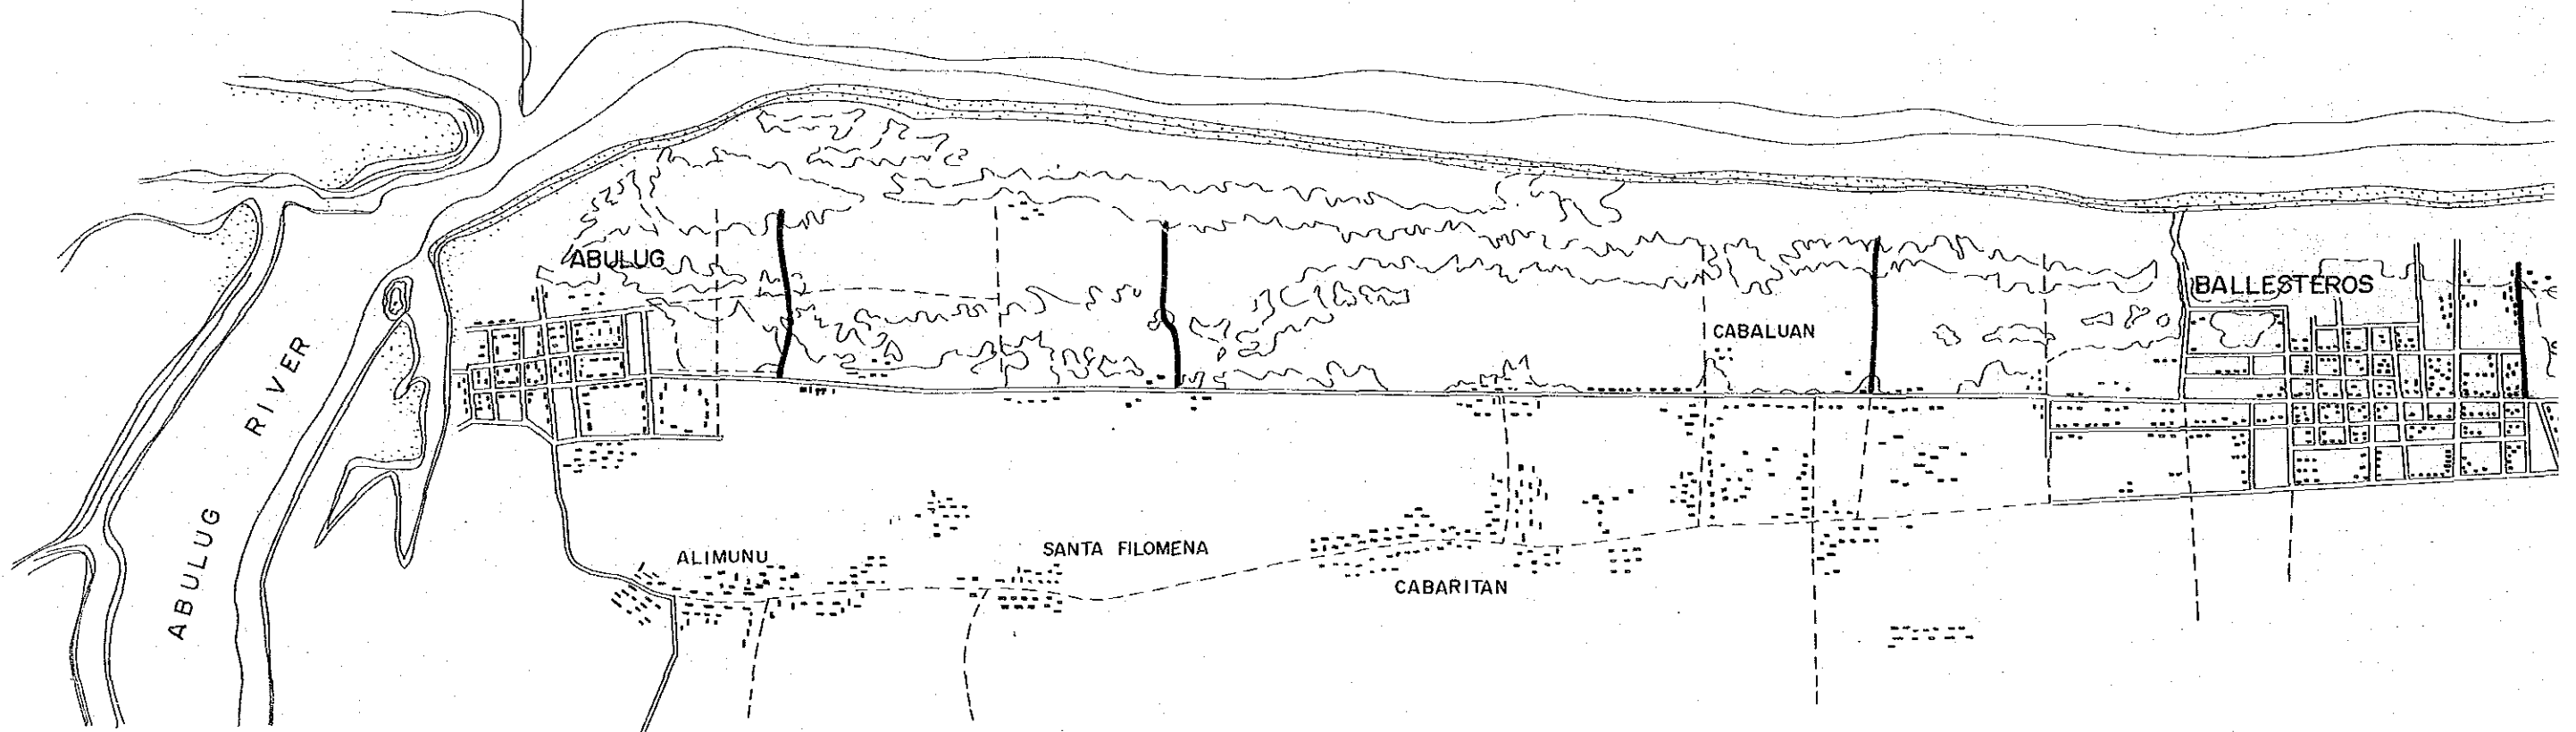 ABULUG
BALLESTEROS
CABALUAN
ABULUG RIVER
ALIMUNU
SANTA FILOMENA
CABARITAN